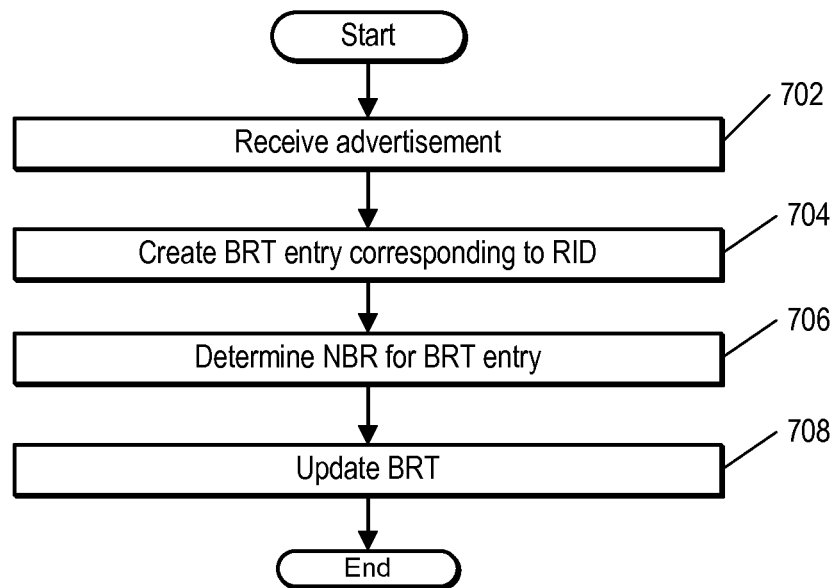 Start
702
Receive advertisement
704
Create BRT entry corresponding to RID
706
Determine NBR for BRT entry
708
Update BRT
End